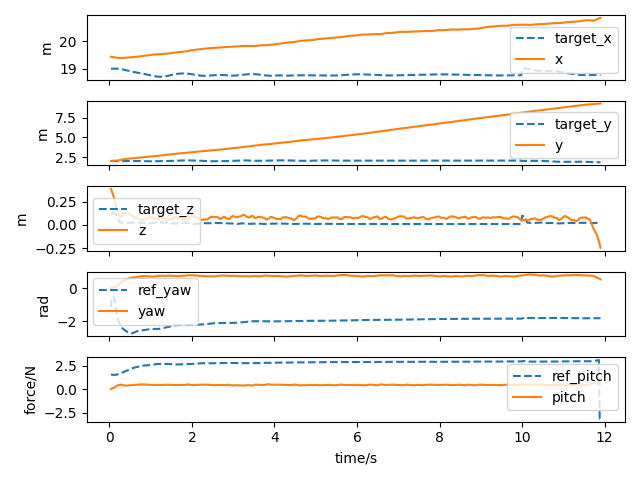 20
19
m
target_x
x
7.5
5.0
2.5
m
target_y
y
0.25
0.00
−0.25
m
target_z
z
0
−2
rad
ref_yaw
yaw
2.5
0.0
−2.5
force/N
ref_pitch
pitch
0 2 4 6 8 10 12
time/s